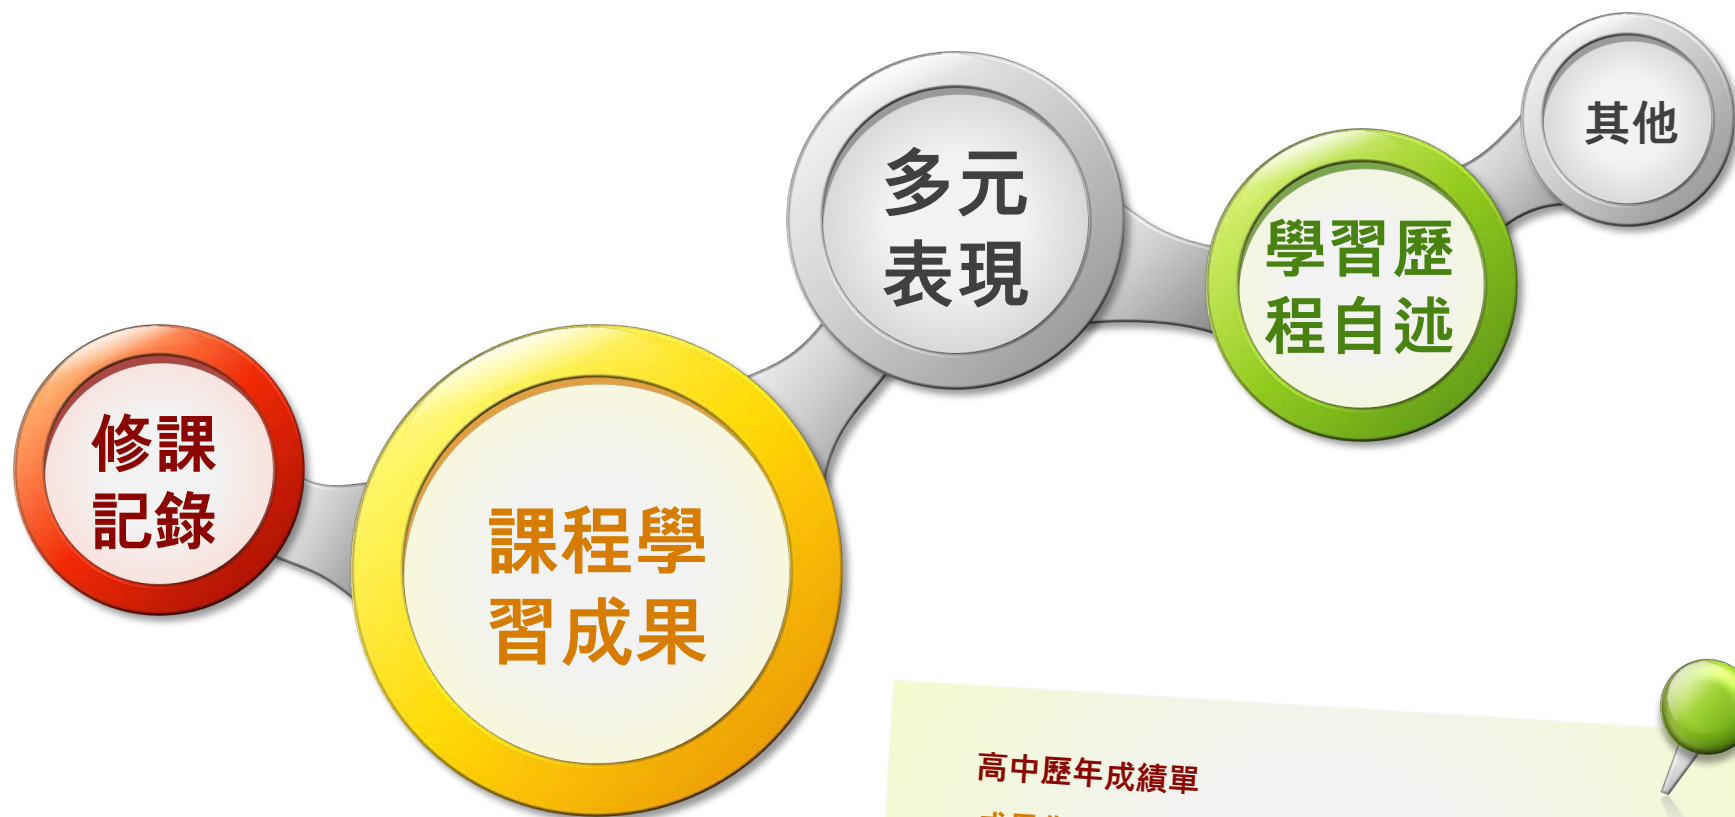 其他
多元
表現
學習歷
程自述
修課
記錄
課程學
習成果
高中歷年成績單